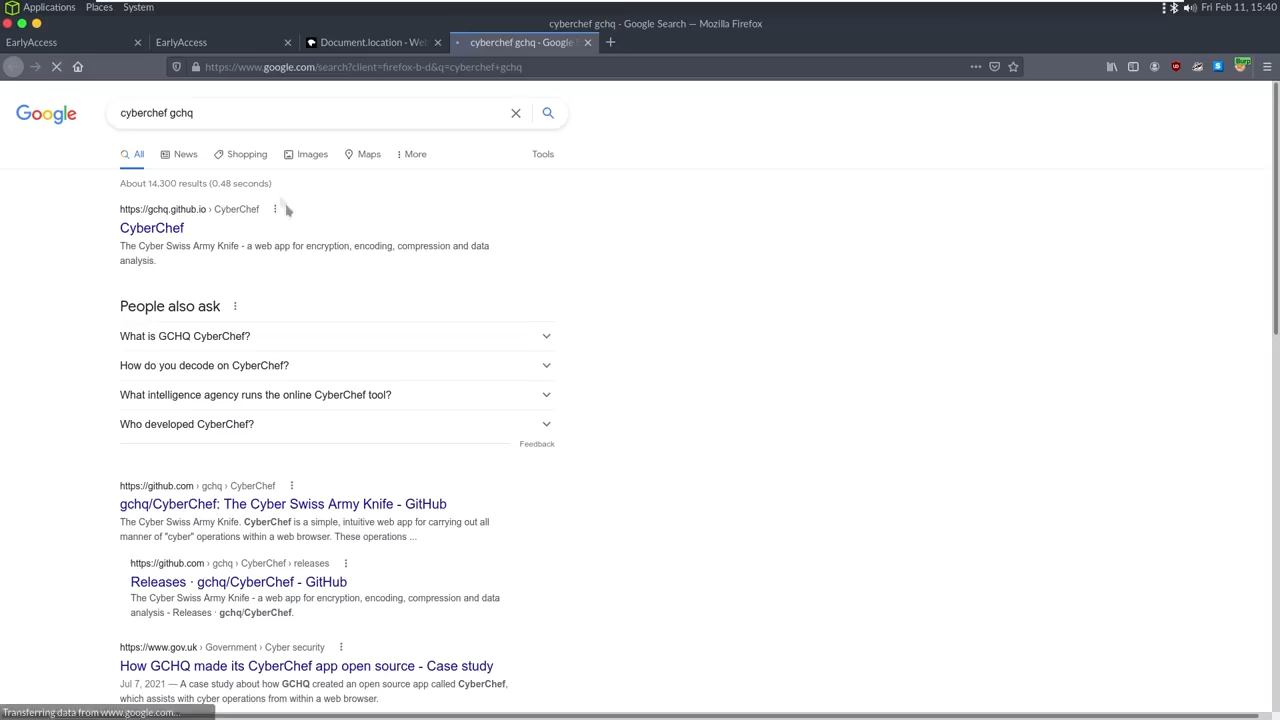 Applications Places System
Fri Feb 11, 15:40
cyberchef gchq - Google Search — Mozilla Firefox
EarlyAccess
EarlyAccess
Document.location - We
cyberchef gchq - Google
https://www.google.com/search?client=firefox-b-d&q=cyberchef+gchq
Google
cyberchef gchq
All
News
Shopping
Images
Maps
More
Tools
About 14,300 results (0.48 seconds)
https://gchq.github.io › CyberChef
CyberChef
The Cyber Swiss Army Knife - a web app for encryption, encoding, compression and data
analysis.
People also ask
What is GCHQ CyberChef?
How do you decode on CyberChef?
What intelligence agency runs the online CyberChef tool?
Who developed CyberChef?
Feedback
https://github.com › gchq › CyberChef
gchq/CyberChef: The Cyber Swiss Army Knife - GitHub
The Cyber Swiss Army Knife. CyberChef is a simple, intuitive web app for carrying out all
manner of "cyber" operations within a web browser. These operations ...
https://github.com › gchq › CyberChef › releases
Releases · gchq/CyberChef - GitHub
The Cyber Swiss Army Knife - a web app for encryption, encoding, compression and data
analysis - Releases · gchq/CyberChef.
https://www.gov.uk › Government › Cyber security
How GCHQ made its CyberChef app open source - Case study
Jul 7, 2021 — A case study about how GCHQ created an open source app called CyberChef,
which assists with cyber operations from within a web browser.
Transferring data from www.google.com...